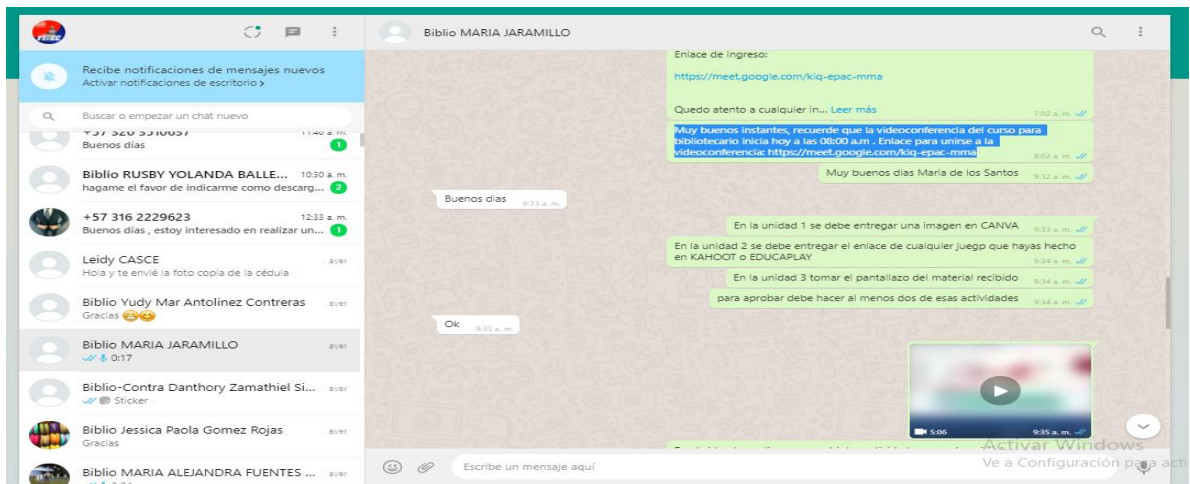 Recibe notificaciones de mensajes nuevos
Activar notificaciones de escritorio >
Buscar o empezar un chat nuevo
+57 320 3310637 11:40 a. m.
Buenos días 1
Biblio RUSBY YOLANDA BALLE... 10:30 a. m.
hagame el favor de indicarme como descarg... 2
+57 316 2229623 12:33 a. m.
Buenos días , estoy interesado en realizar un... 1
Leidy CASCE ayer
Hola y te envié la foto copia de la cédula
Biblio Yudy Mar Antolinez Contreras ayer
Gracias 😂😂
Biblio MARIA JARAMILLO ayer
0:17
Biblio-Contra Danthory Zamathiel Si... ayer
Sticker
Biblio Jessica Paola Gomez Rojas ayer
Gracias
Biblio MARIA ALEJANDRA FUENTES ... ayer
Biblio MARIA JARAMILLO
Enlace de ingreso:
https://meet.google.com/kiq-epac-mma
Quedo atento a cualquier in... Leer más
7:02 a. m.
Muy buenos instantes, recuerde que la videoconferencia del curso para
bibliotecario inicia hoy a las 08:00 a.m . Enlace para unirse a la
videoconferencia: https://meet.google.com/kiq-epac-mma
8:02 a. m.
Muy buenos dias Maria de los Santos 9:32 a. m.
Buenos días 9:33 a. m.
En la unidad 1 se debe entregar una imagen en CANVA 9:33 a. m.
En la unidad 2 se debe entregar el enlace de cualquier juegp que hayas hecho
en KAHOOT o EDUCAPLAY 9:34 a. m.
En la unidad 3 tomar el pantallazo del material recibido 9:34 a. m.
para aprobar debe hacer al menos dos de esas actividades 9:34 a. m.
Ok 9:35 a. m.
5:06 9:35 a. m.
Activar Windows
Ve a Configuración para acti
Escribe un mensaje aquí